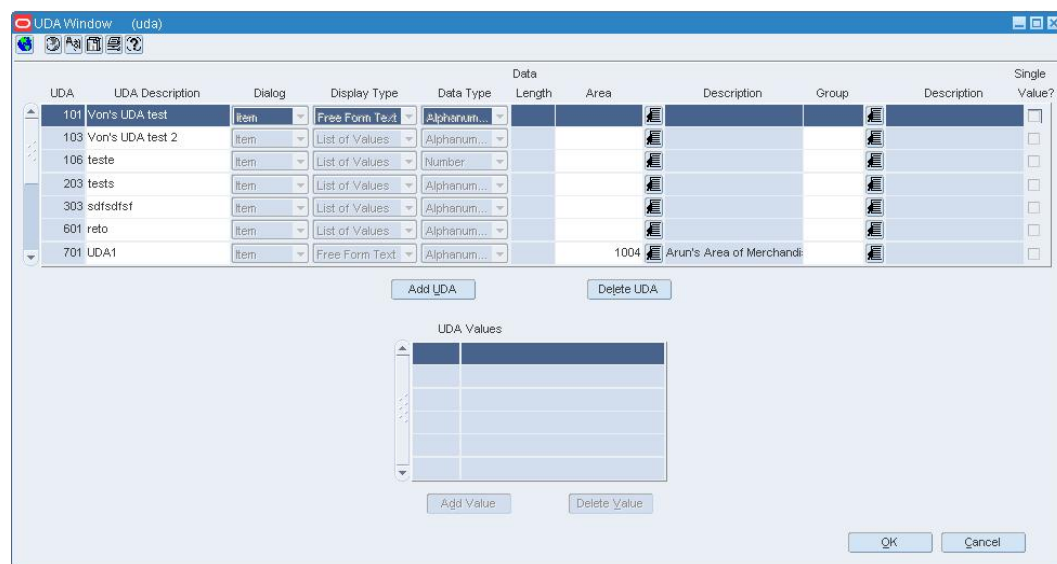 UDA Window (uda)
Data Single
UDA UDA Description Dialog Display Type Data Type Length Area Description Group Description Value?
101 Von's UDA test Item Free Form Text Alphanum...
103 Von's UDA test 2 Item List of Values Alphanum...
106 teste Item List of Values Number
203 tests Item List of Values Alphanum...
303 sdfsdfsf Item List of Values Alphanum...
601 reto Item List of Values Alphanum...
701 UDA1 Item Free Form Text Alphanum... 1004 Arun's Area of Merchandi
Add UDA Delete UDA
UDA Values
Add Value Delete Value
OK Cancel